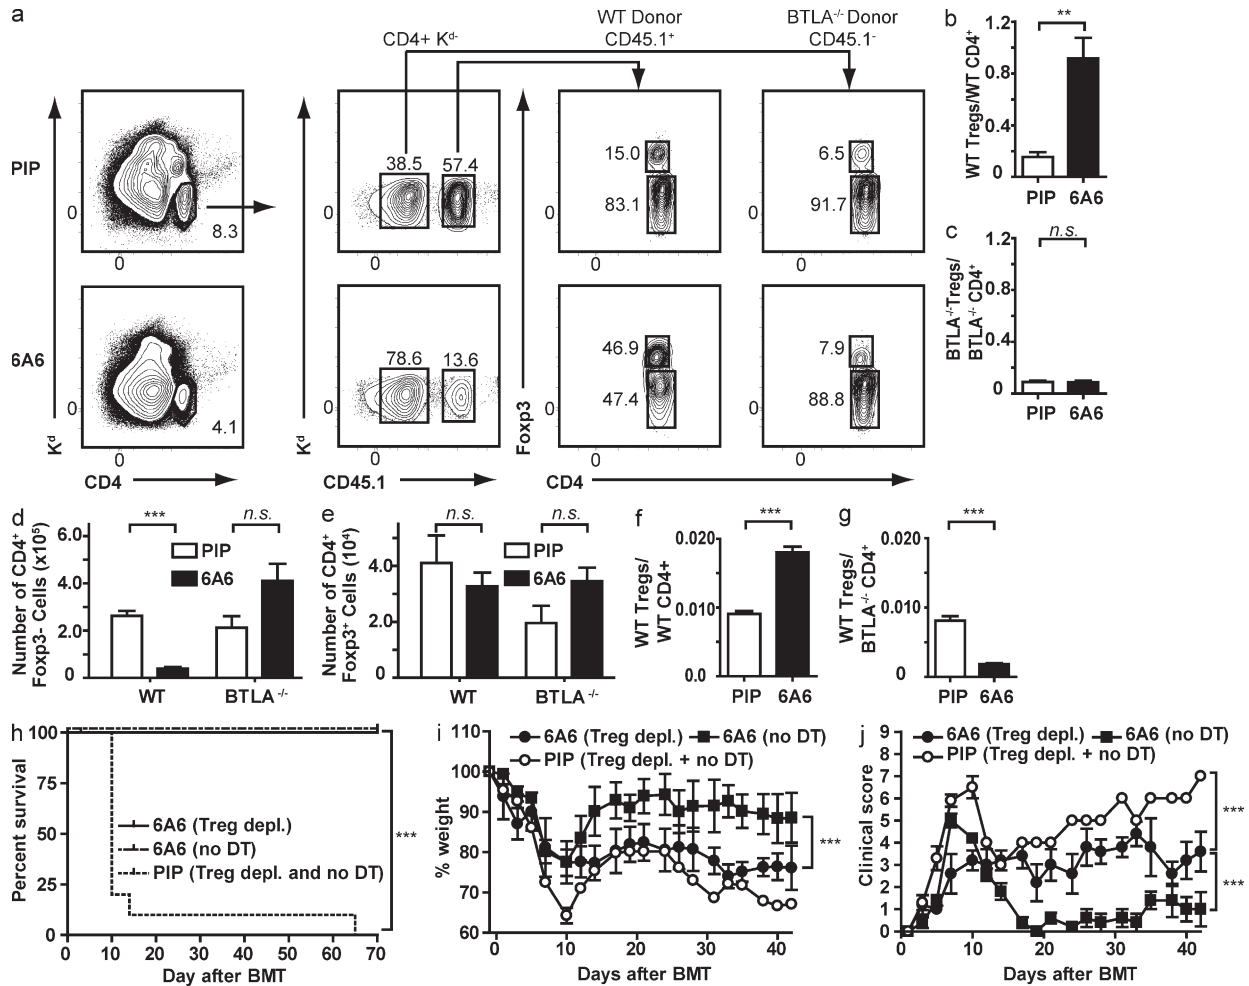 a
WT Donor
CD45.1⁺
BTLA⁻/⁻ Donor
CD45.1⁻
CD4+ Kᵈ⁻
PIP
0
8.3
0
38.5 57.4
0
0
15.0
83.1
0
0
6.5
91.7
0
0
6A6
0
4.1
0
78.6 13.6
0
0
46.9
47.4
0
7.9
88.8
0
Kᵈ
CD4
Kᵈ
CD45.1
Foxp3
CD4
b
WT Tregs/WT CD4⁺
1.2
0.8
0.4
0
**
PIP 6A6
c
BTLA⁻/⁻Tregs/
BTLA⁻/⁻ CD4⁺
1.2
0.8
0.4
0
n.s.
PIP 6A6
d
Number of CD4⁺
Foxp3- Cells (x10⁵)
6.0
4.0
2.0
0
*** n.s.
PIP
6A6
WT BTLA⁻/⁻
e
Number of CD4⁺
Foxp3⁺ Cells (10⁴)
4.0
2.0
0
n.s. n.s.
PIP
6A6
WT BTLA⁻/⁻
f
WT Tregs/
WT CD4+
0.020
0.010
0.0
***
PIP 6A6
g
WT Tregs/
BTLA⁻/⁻ CD4⁺
0.020
0.010
0
***
PIP 6A6
h
Percent survival
100
75
50
25
0
6A6 (Treg depl.)
6A6 (no DT)
PIP (Treg depl. and no DT)
***
0 10 20 30 40 50 60 70
Day after BMT
i
% weight
110
100
90
80
70
60
6A6 (Treg depl.) 6A6 (no DT)
PIP (Treg depl. + no DT)
***
0 10 20 30 40
Days after BMT
j
Clinical score
9
8
7
6
5
4
3
2
1
0
6A6 (Treg depl.) 6A6 (no DT)
PIP (Treg depl. + no DT)
***
***
0 10 20 30 40
Days after BMT